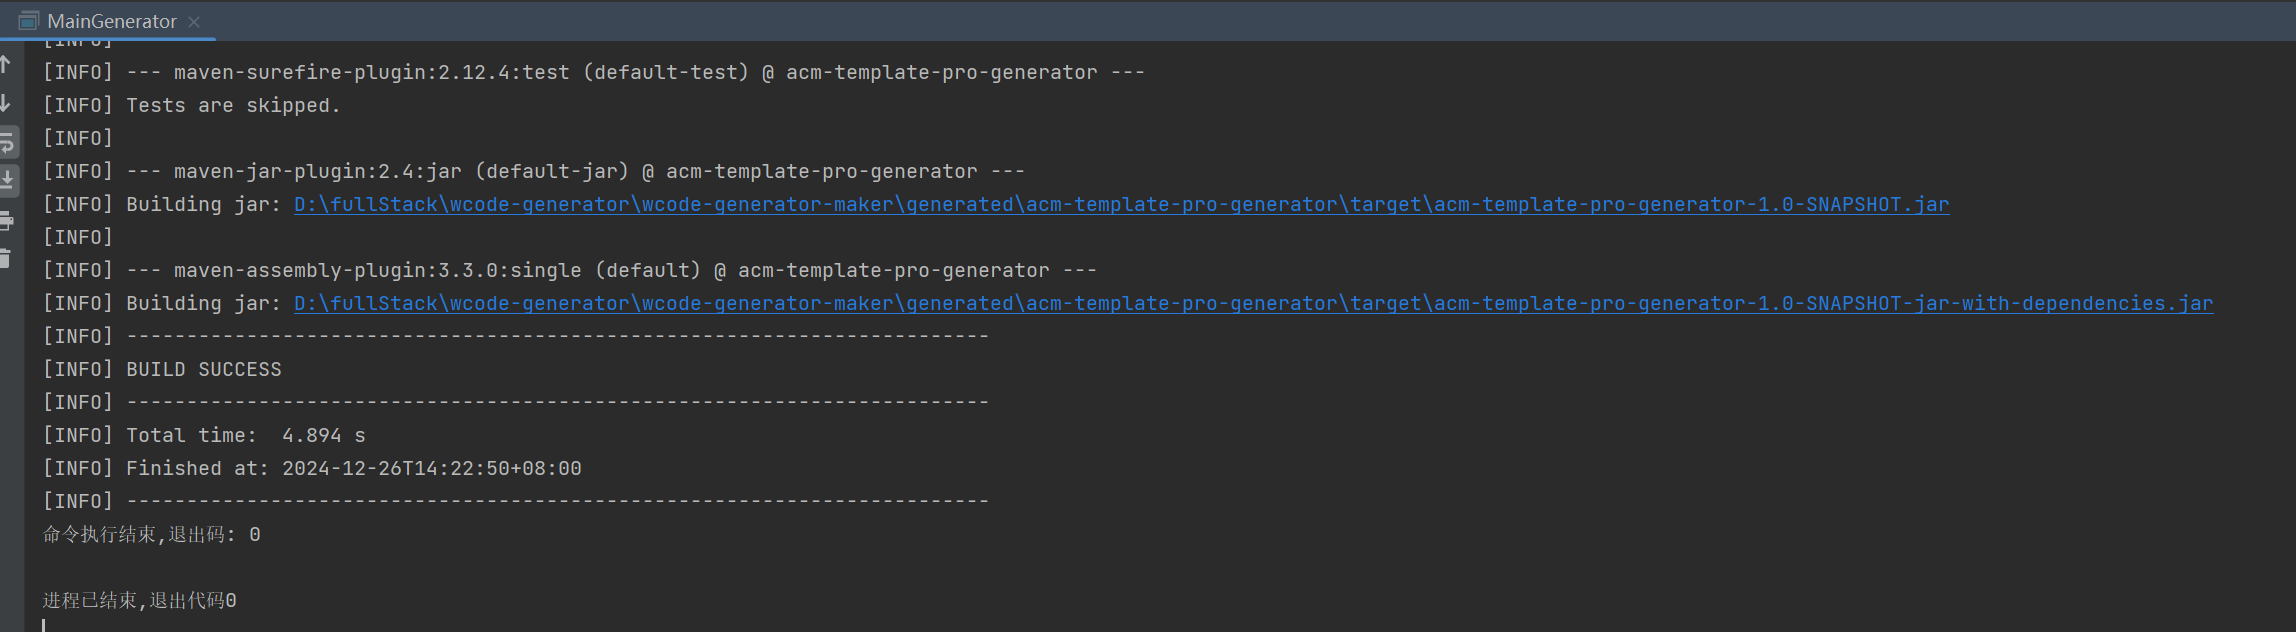 MainGenerator
[INFO]
[INFO] --- maven-surefire-plugin:2.12.4:test (default-test) @ acm-template-pro-generator ---
[INFO] Tests are skipped.
[INFO]
[INFO] --- maven-jar-plugin:2.4:jar (default-jar) @ acm-template-pro-generator ---
[INFO] Building jar: D:\fullStack\wcode-generator\wcode-generator-maker\generated\acm-template-pro-generator\target\acm-template-pro-generator-1.0-SNAPSHOT.jar
[INFO]
[INFO] --- maven-assembly-plugin:3.3.0:single (default) @ acm-template-pro-generator ---
[INFO] Building jar: D:\fullStack\wcode-generator\wcode-generator-maker\generated\acm-template-pro-generator\target\acm-template-pro-generator-1.0-SNAPSHOT-jar-with-dependencies.jar
[INFO] ------------------------------------------------------------------------
[INFO] BUILD SUCCESS
[INFO] ------------------------------------------------------------------------
[INFO] Total time:  4.894 s
[INFO] Finished at: 2024-12-26T14:22:50+08:00
[INFO] ------------------------------------------------------------------------
命令执行结束,退出码: 0
进程已结束,退出代码0